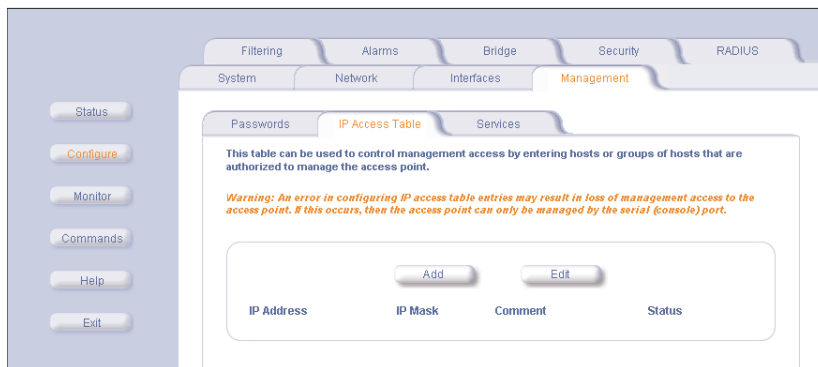 Filtering Alarms Bridge Security RADIUS
System Network Interfaces Management
Status
Configure
Monitor
Commands
Help
Exit
Passwords IP Access Table Services
This table can be used to control management access by entering hosts or groups of hosts that are
authorized to manage the access point.
Warning: An error in configuring IP access table entries may result in loss of management access to the
access point. If this occurs, then the access point can only be managed by the serial (console) port.
Add Edit
IP Address IP Mask Comment Status